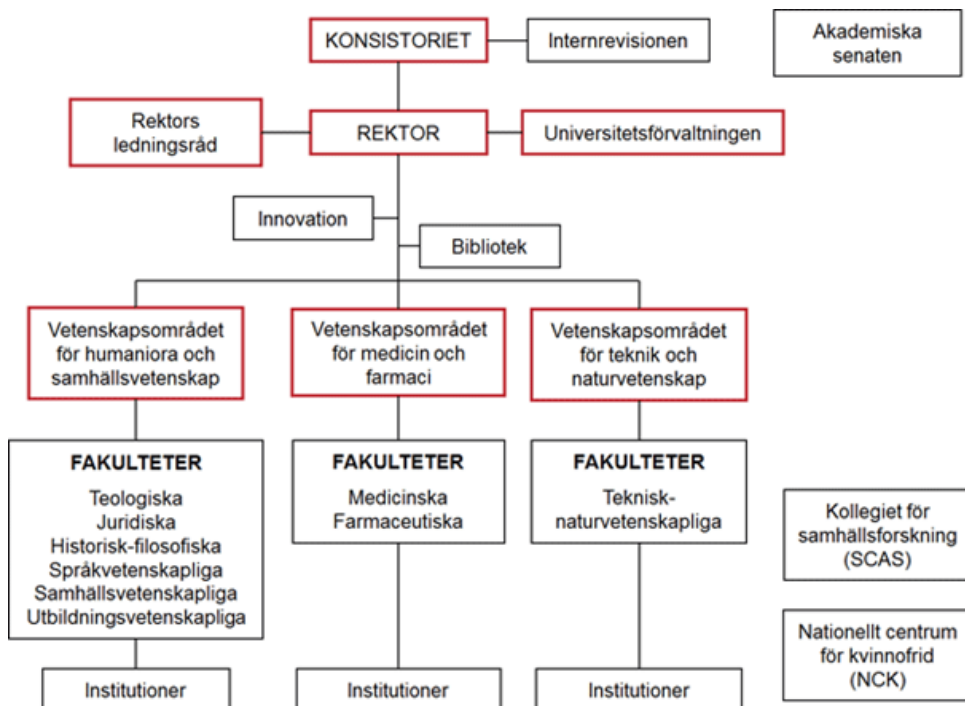 KONSISTORIET
Internrevisionen
Akademiska
senaten
Rektors
ledningsråd
REKTOR
Universitetsförvaltningen
Innovation
Bibliotek
Vetenskapsområdet
för humaniora och
samhällsvetenskap
Vetenskapsområdet
för medicin och
farmaci
Vetenskapsområdet
för teknik och
naturvetenskap
FAKULTETER
Teologiska
Juridiska
Historisk-filosofiska
Språkvetenskapliga
Samhällsvetenskapliga
Utbildningsvetenskapliga
FAKULTETER
Medicinska
Farmaceutiska
FAKULTETER
Teknisk-
naturvetenskapliga
Kollegiet för
samhällsforskning
(SCAS)
Nationellt centrum
för kvinnofrid
(NCK)
Institutioner
Institutioner
Institutioner